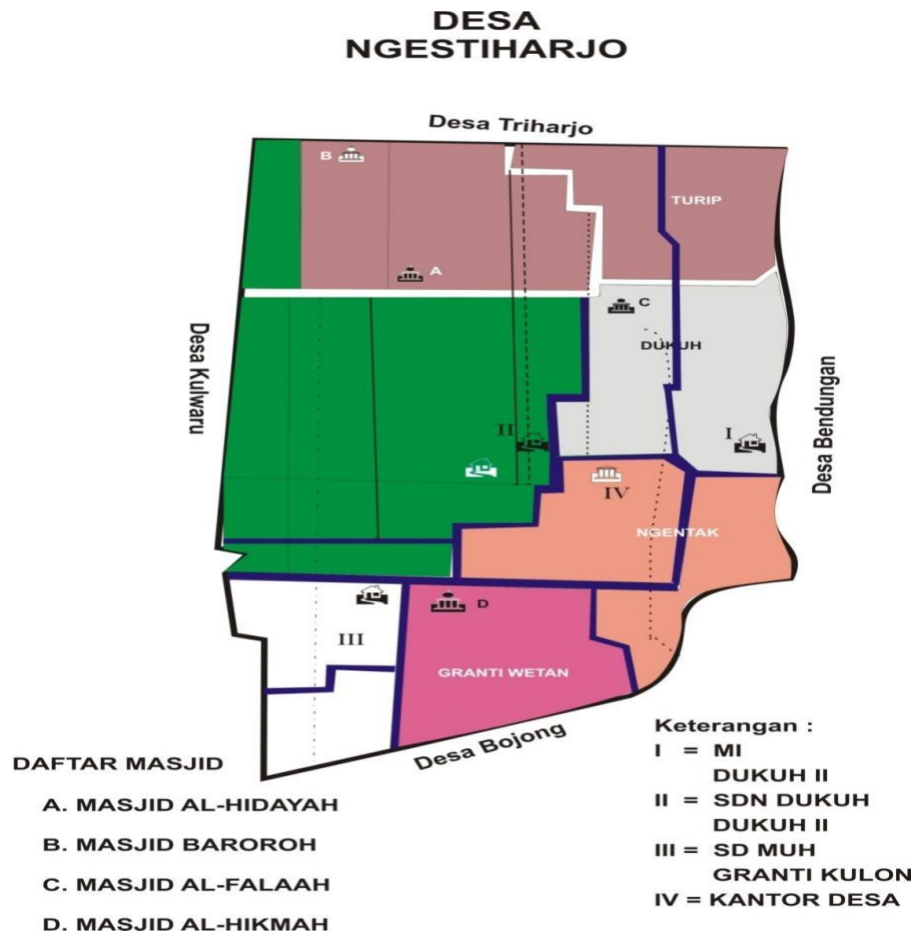 DESA
NGESTIHARJO
Desa Triharjo
B
TURIP
A
C
Desa Kulwaru
DUKUH
II
I
Desa Bendungan
IV
NGENTAK
D
III
GRANTI WETAN
Desa Bojong
DAFTAR MASJID
A. MASJID AL-HIDAYAH
B. MASJID BAROROH
C. MASJID AL-FALAAH
D. MASJID AL-HIKMAH
Keterangan :
I = MI
DUKUH II
II = SDN DUKUH
DUKUH II
III = SD MUH
GRANTI KULON
IV = KANTOR DESA